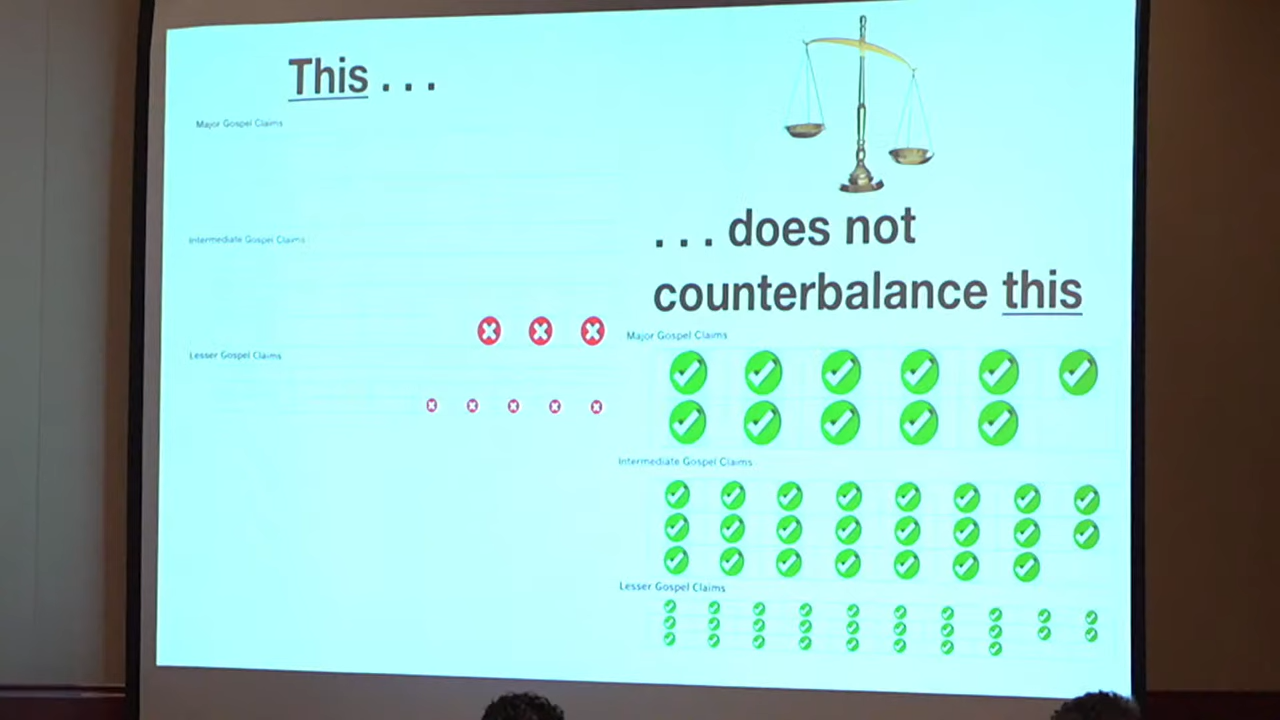 This . . .
Major Gospel Claims
Intermediate Gospel Claims
Lesser Gospel Claims
. . . does not
counterbalance this
Major Gospel Claims
Intermediate Gospel Claims
Lesser Gospel Claims